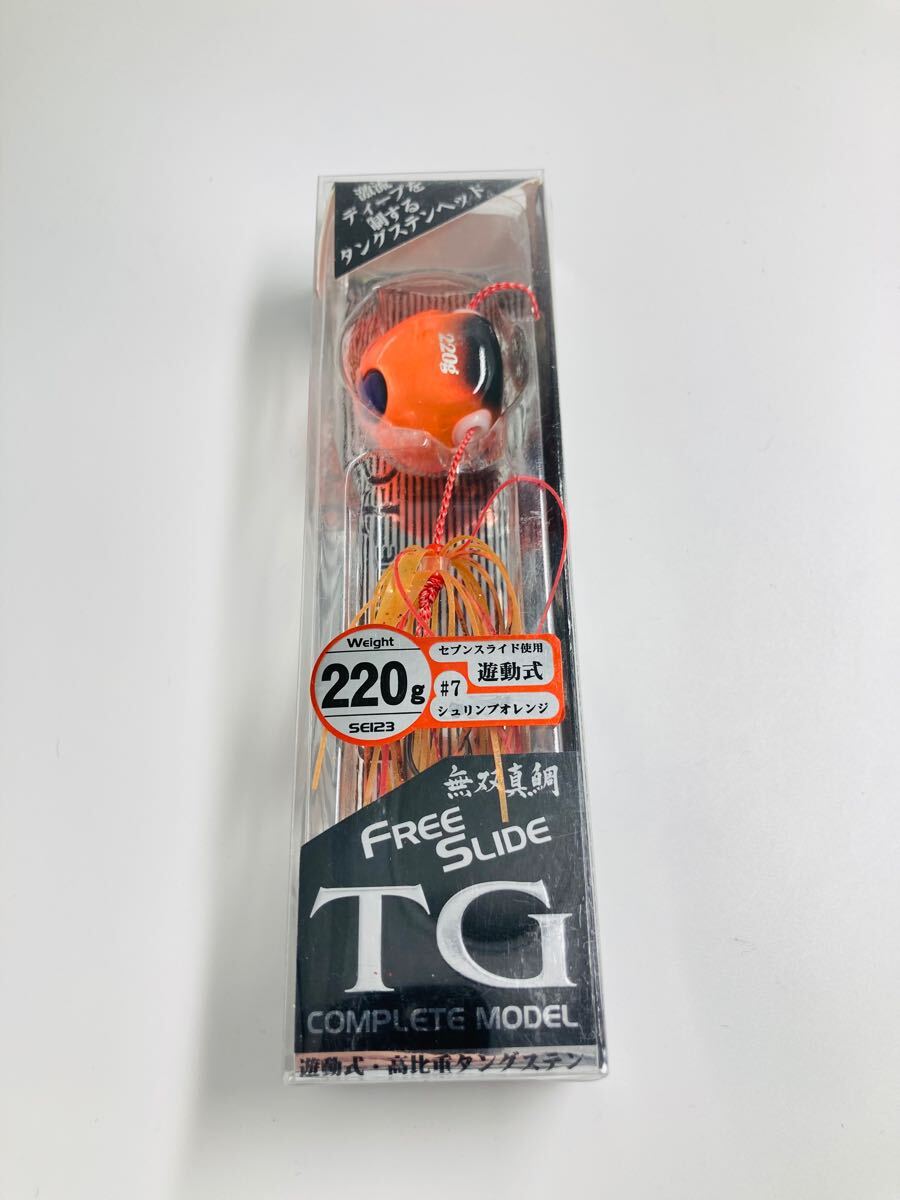 激流
ディープを
制する
タングステンヘッド
220g
Weight
220g
SE123
セブンスライド使用
遊動式
#7
シュリンプオレンジ
無双真鯛
FREE
SLIDE
TG
COMPLETE MODEL
遊動式・高比重タングステン